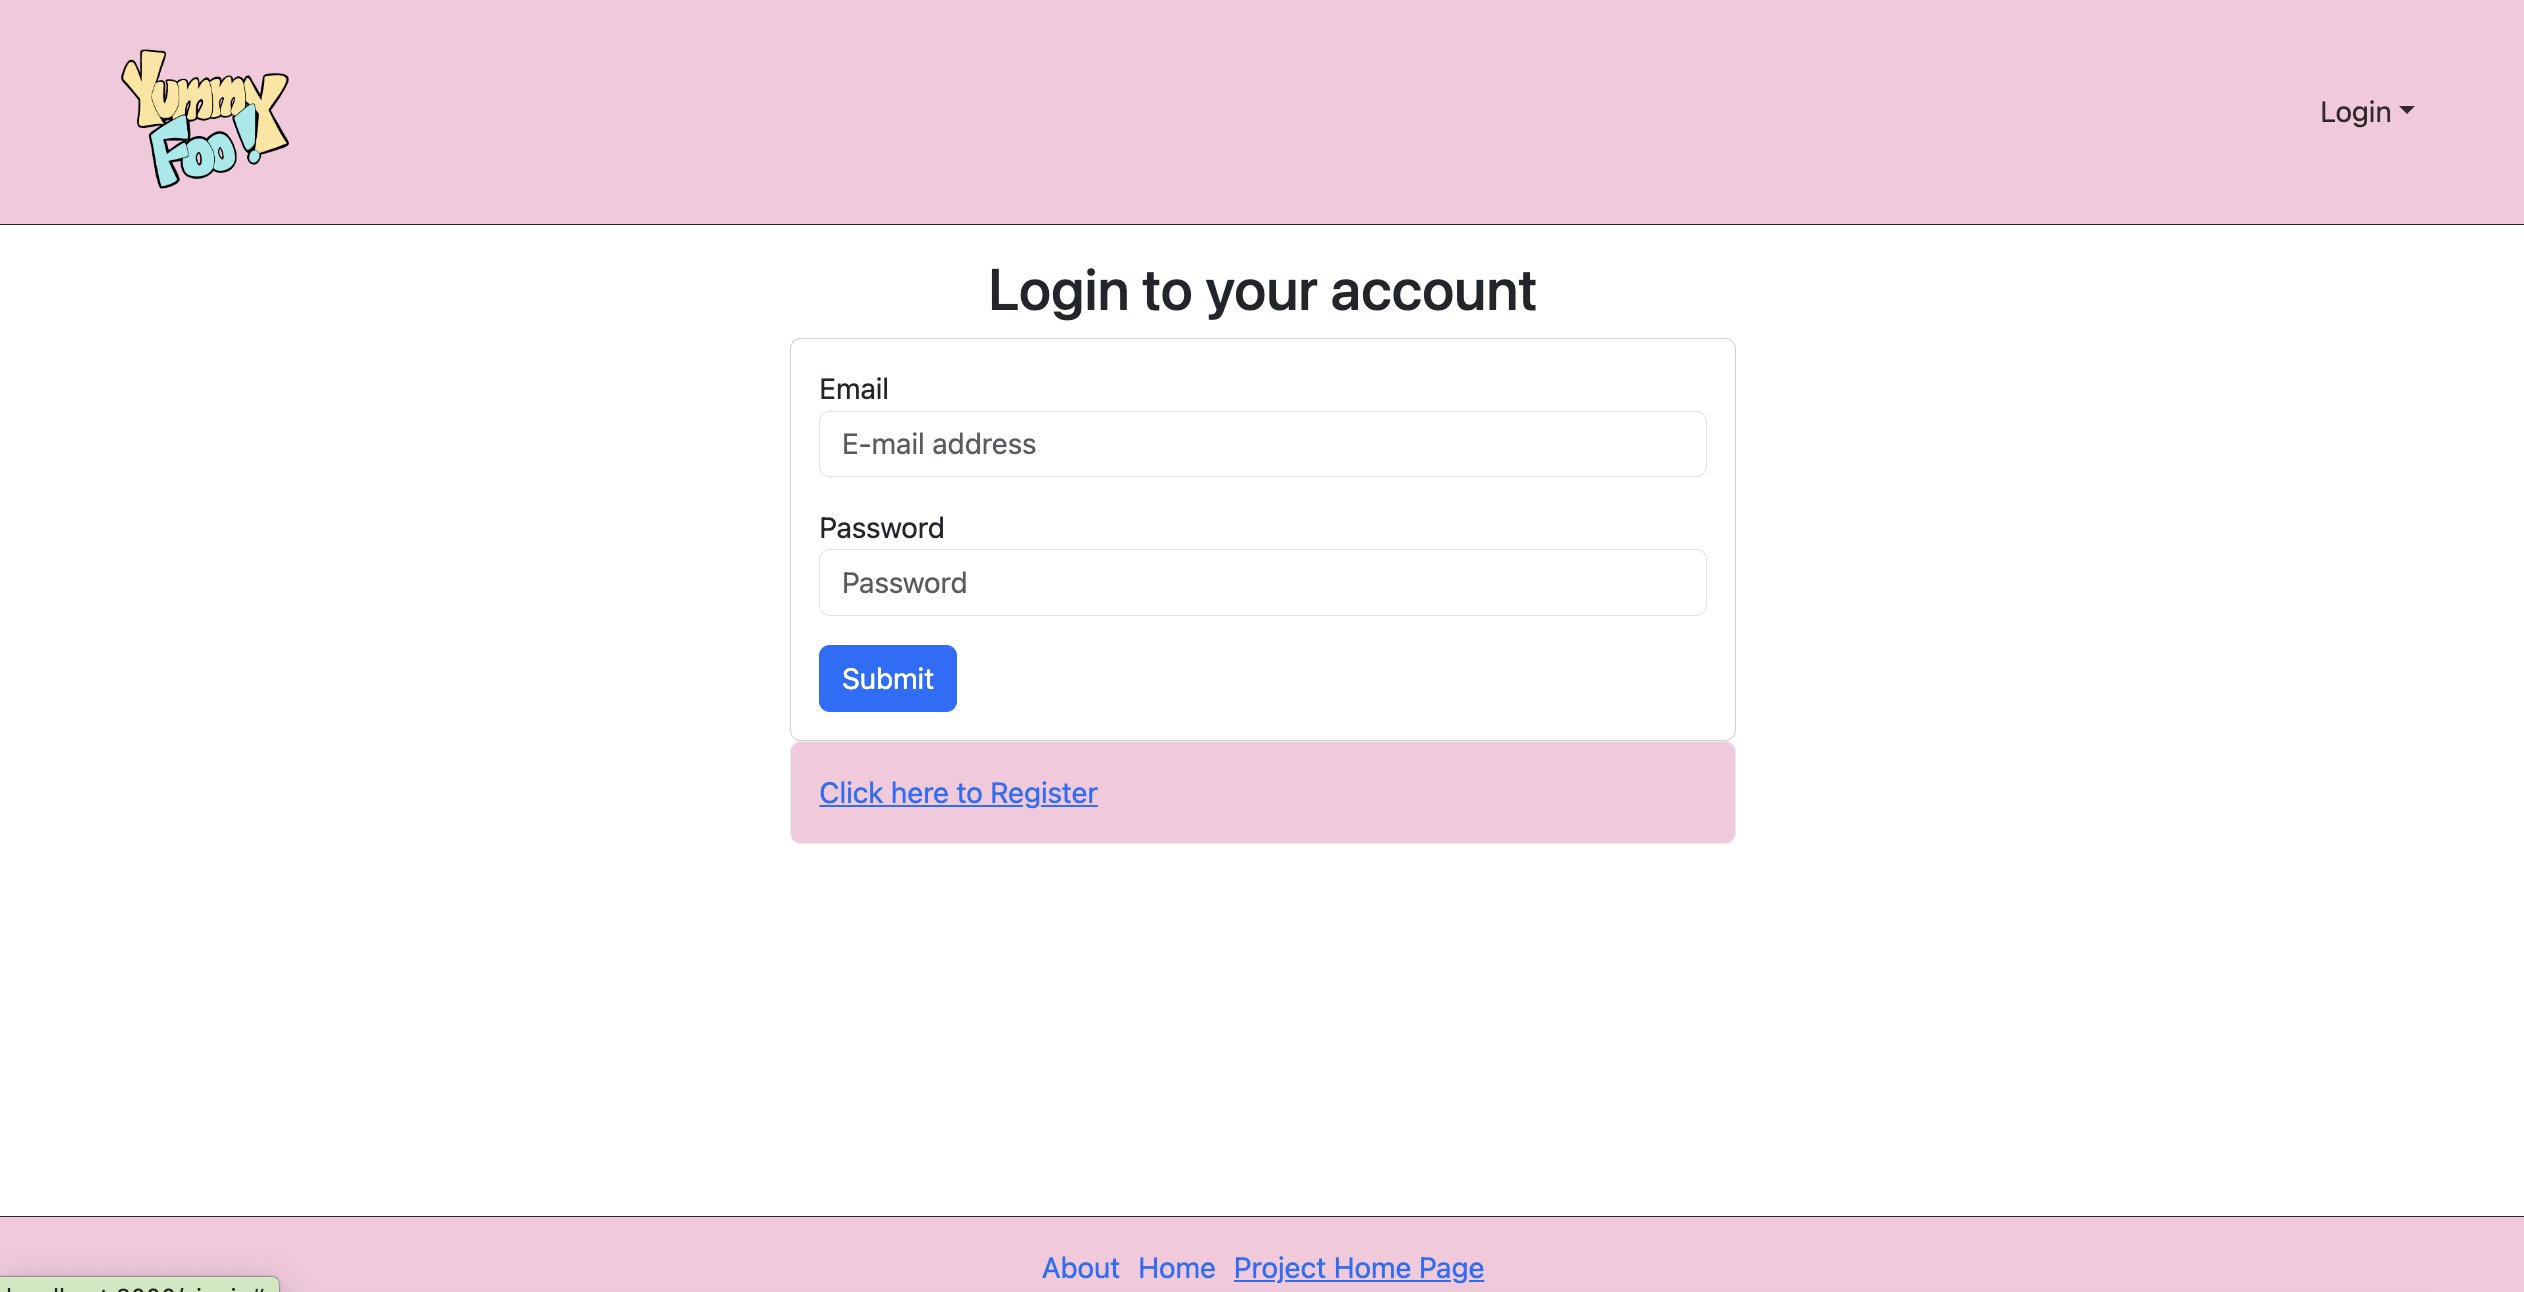 Yummy
Foo!
Login
Login to your account
Email
E-mail address
Password
Password
Submit
Click here to Register
About Home Project Home Page